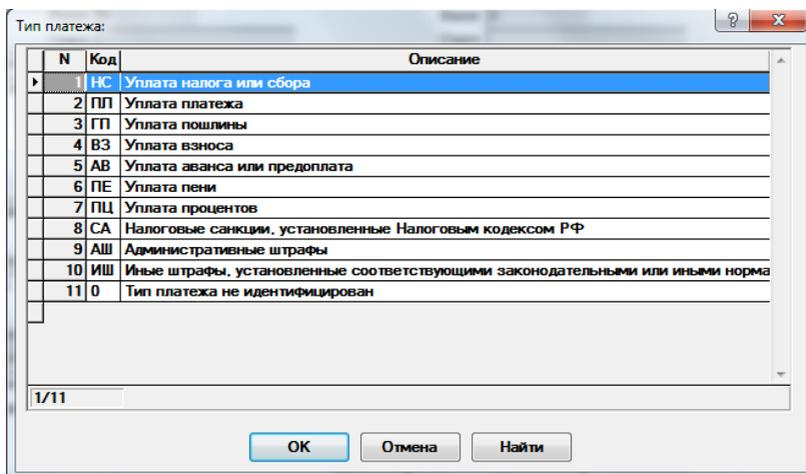 Тип платежа:
N Код Описание
1 НС Уплата налога или сбора
2 ПЛ Уплата платежа
3 ГП Уплата пошлины
4 ВЗ Уплата взноса
5 АВ Уплата аванса или предоплата
6 ПЕ Уплата пени
7 ПЦ Уплата процентов
8 СА Налоговые санкции, установленные Налоговым кодексом РФ
9 АШ Административные штрафы
10 ИШ Иные штрафы, установленные соответствующими законодательными или иными норма
11 0 Тип платежа не идентифицирован
1/11
OK Отмена Найти